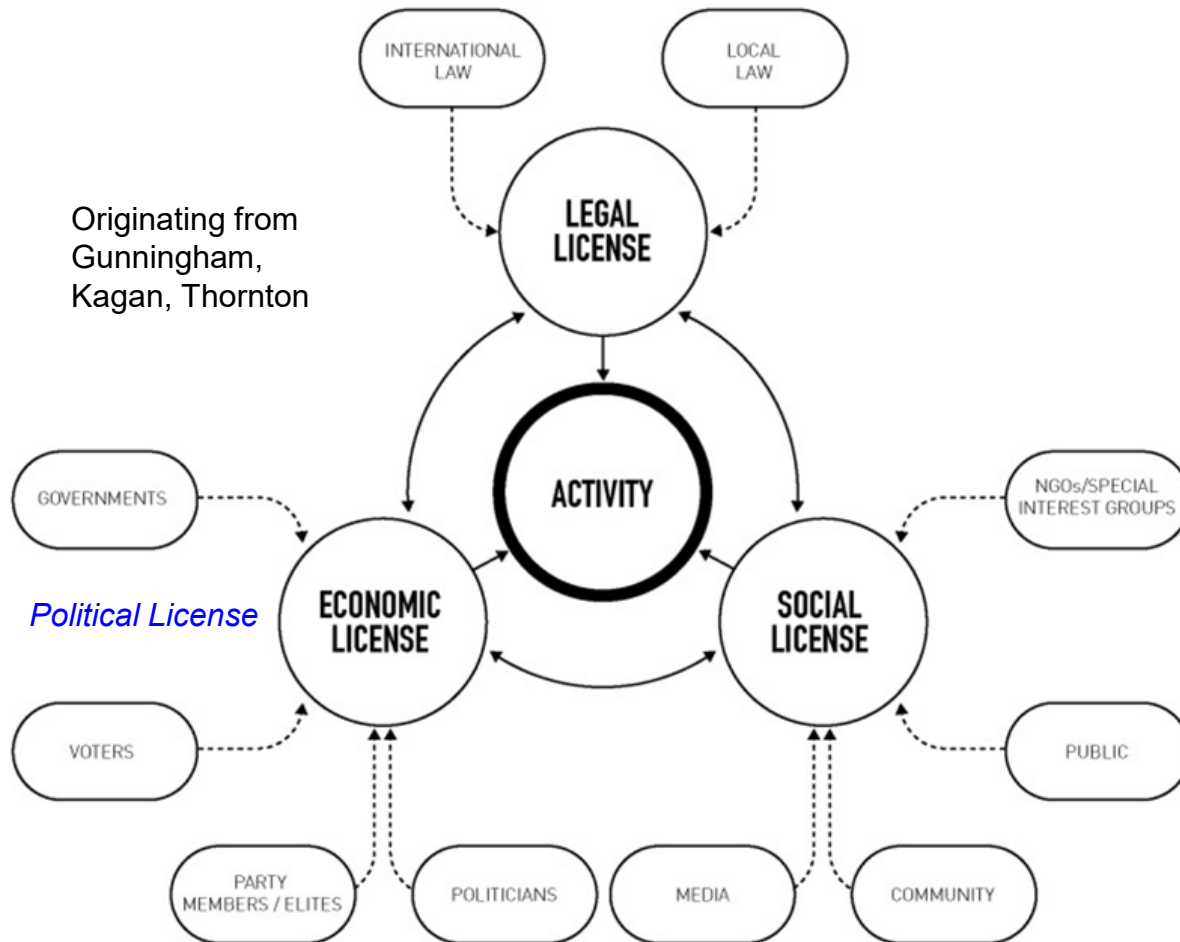 INTERNATIONAL
LAW
LOCAL
LAW
LEGAL
LICENSE
Originating from
Gunningham,
Kagan, Thornton
ACTIVITY
GOVERNMENTS
NGOs/SPECIAL
INTEREST GROUPS
Political License
ECONOMIC
LICENSE
SOCIAL
LICENSE
VOTERS
PUBLIC
PARTY
MEMBERS / ELITES
POLITICIANS
MEDIA
COMMUNITY